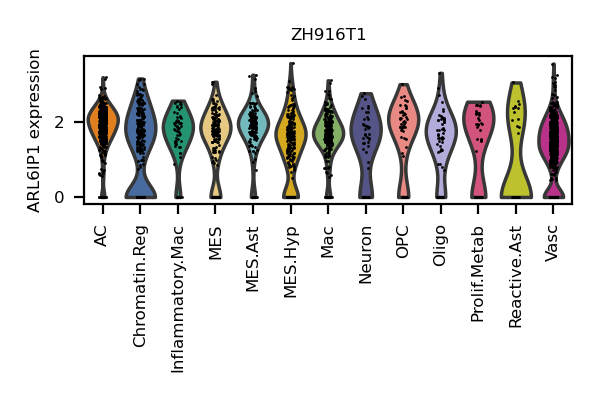 ZH916T1
ARL6IP1 expression
2
0
AC
Chromatin.Reg
Inflammatory.Mac
MES
MES.Ast
MES.Hyp
Mac
Neuron
OPC
Oligo
Prolif.Metab
Reactive.Ast
Vasc